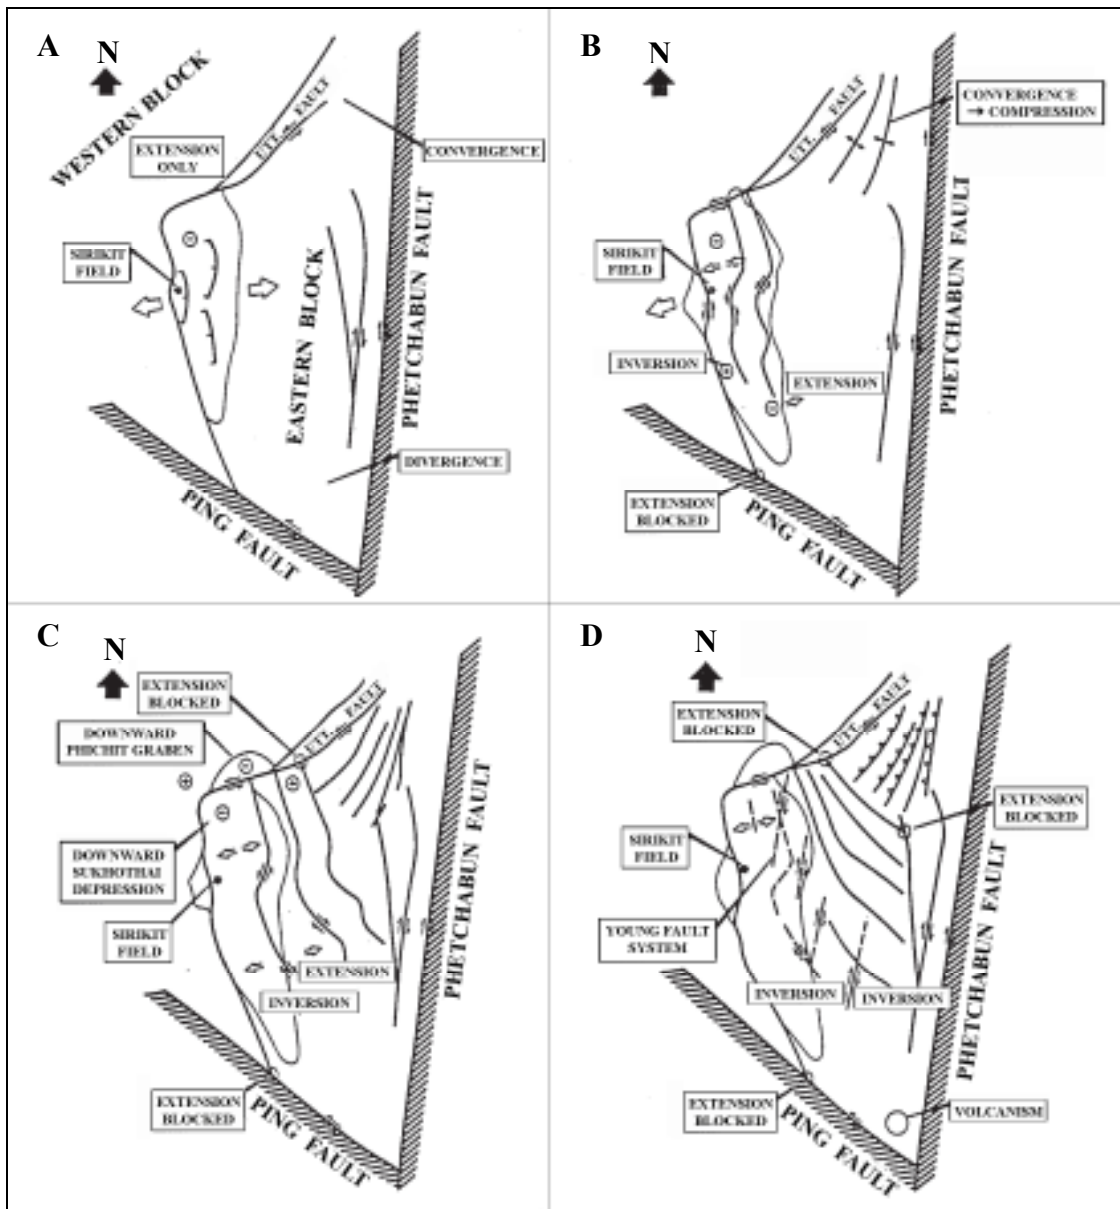 A
N
WESTERN BLOCK
EXTENSION
ONLY
UTT. FAULT
CONVERGENCE
SIRIKIT
FIELD
EASTERN BLOCK
PHETCHABUN FAULT
DIVERGENCE
PING FAULT
B
N
UTT. FAULT
CONVERGENCE
→ COMPRESSION
SIRIKIT
FIELD
INVERSION
EXTENSION
PHETCHABUN FAULT
EXTENSION
BLOCKED
PING FAULT
C
N
EXTENSION
BLOCKED
UTT. FAULT
DOWNWARD
PHICHIT GRABEN
DOWNWARD
SUKHOTHAI
DEPRESSION
SIRIKIT
FIELD
EXTENSION
INVERSION
PHETCHABUN FAULT
EXTENSION
BLOCKED
PING FAULT
D
N
EXTENSION
BLOCKED
UTT. FAULT
EXTENSION
BLOCKED
SIRIKIT
FIELD
YOUNG FAULT
SYSTEM
INVERSION
INVERSION
PHETCHABUN FAULT
EXTENSION
BLOCKED
VOLCANISM
PING FAULT